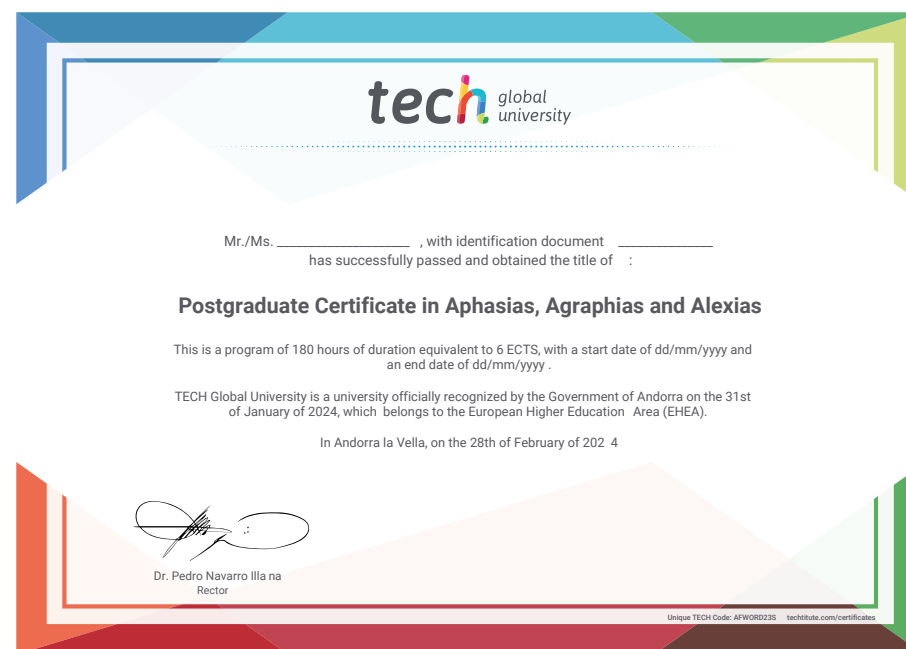 tech global
university
Mr./Ms. _____________________ , with identification document _______________
has successfully passed and obtained the title of :
Postgraduate Certificate in Aphasias, Agraphias and Alexias
This is a program of 180 hours of duration equivalent to 6 ECTS, with a start date of dd/mm/yyyy and
an end date of dd/mm/yyyy .
TECH Global University is a university officially recognized by the Government of Andorra on the 31st
of January of 2024, which belongs to the European Higher Education Area (EHEA).
In Andorra la Vella, on the 28th of February of 202 4
Dr. Pedro Navarro Illa na
Rector
Unique TECH Code: AFWORD23S techtitute.com/certificates